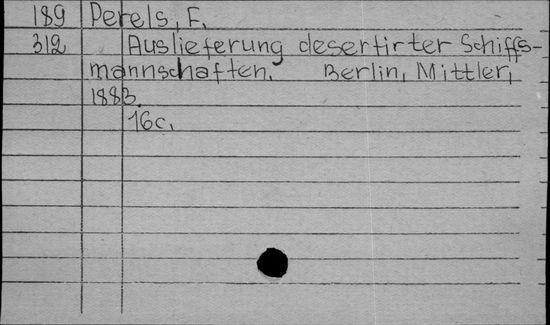 189 Perels, F.
312 Auslieferung desertirter Schiffs-
mannschaften. Berlin, Mittler,
1883.
16c.